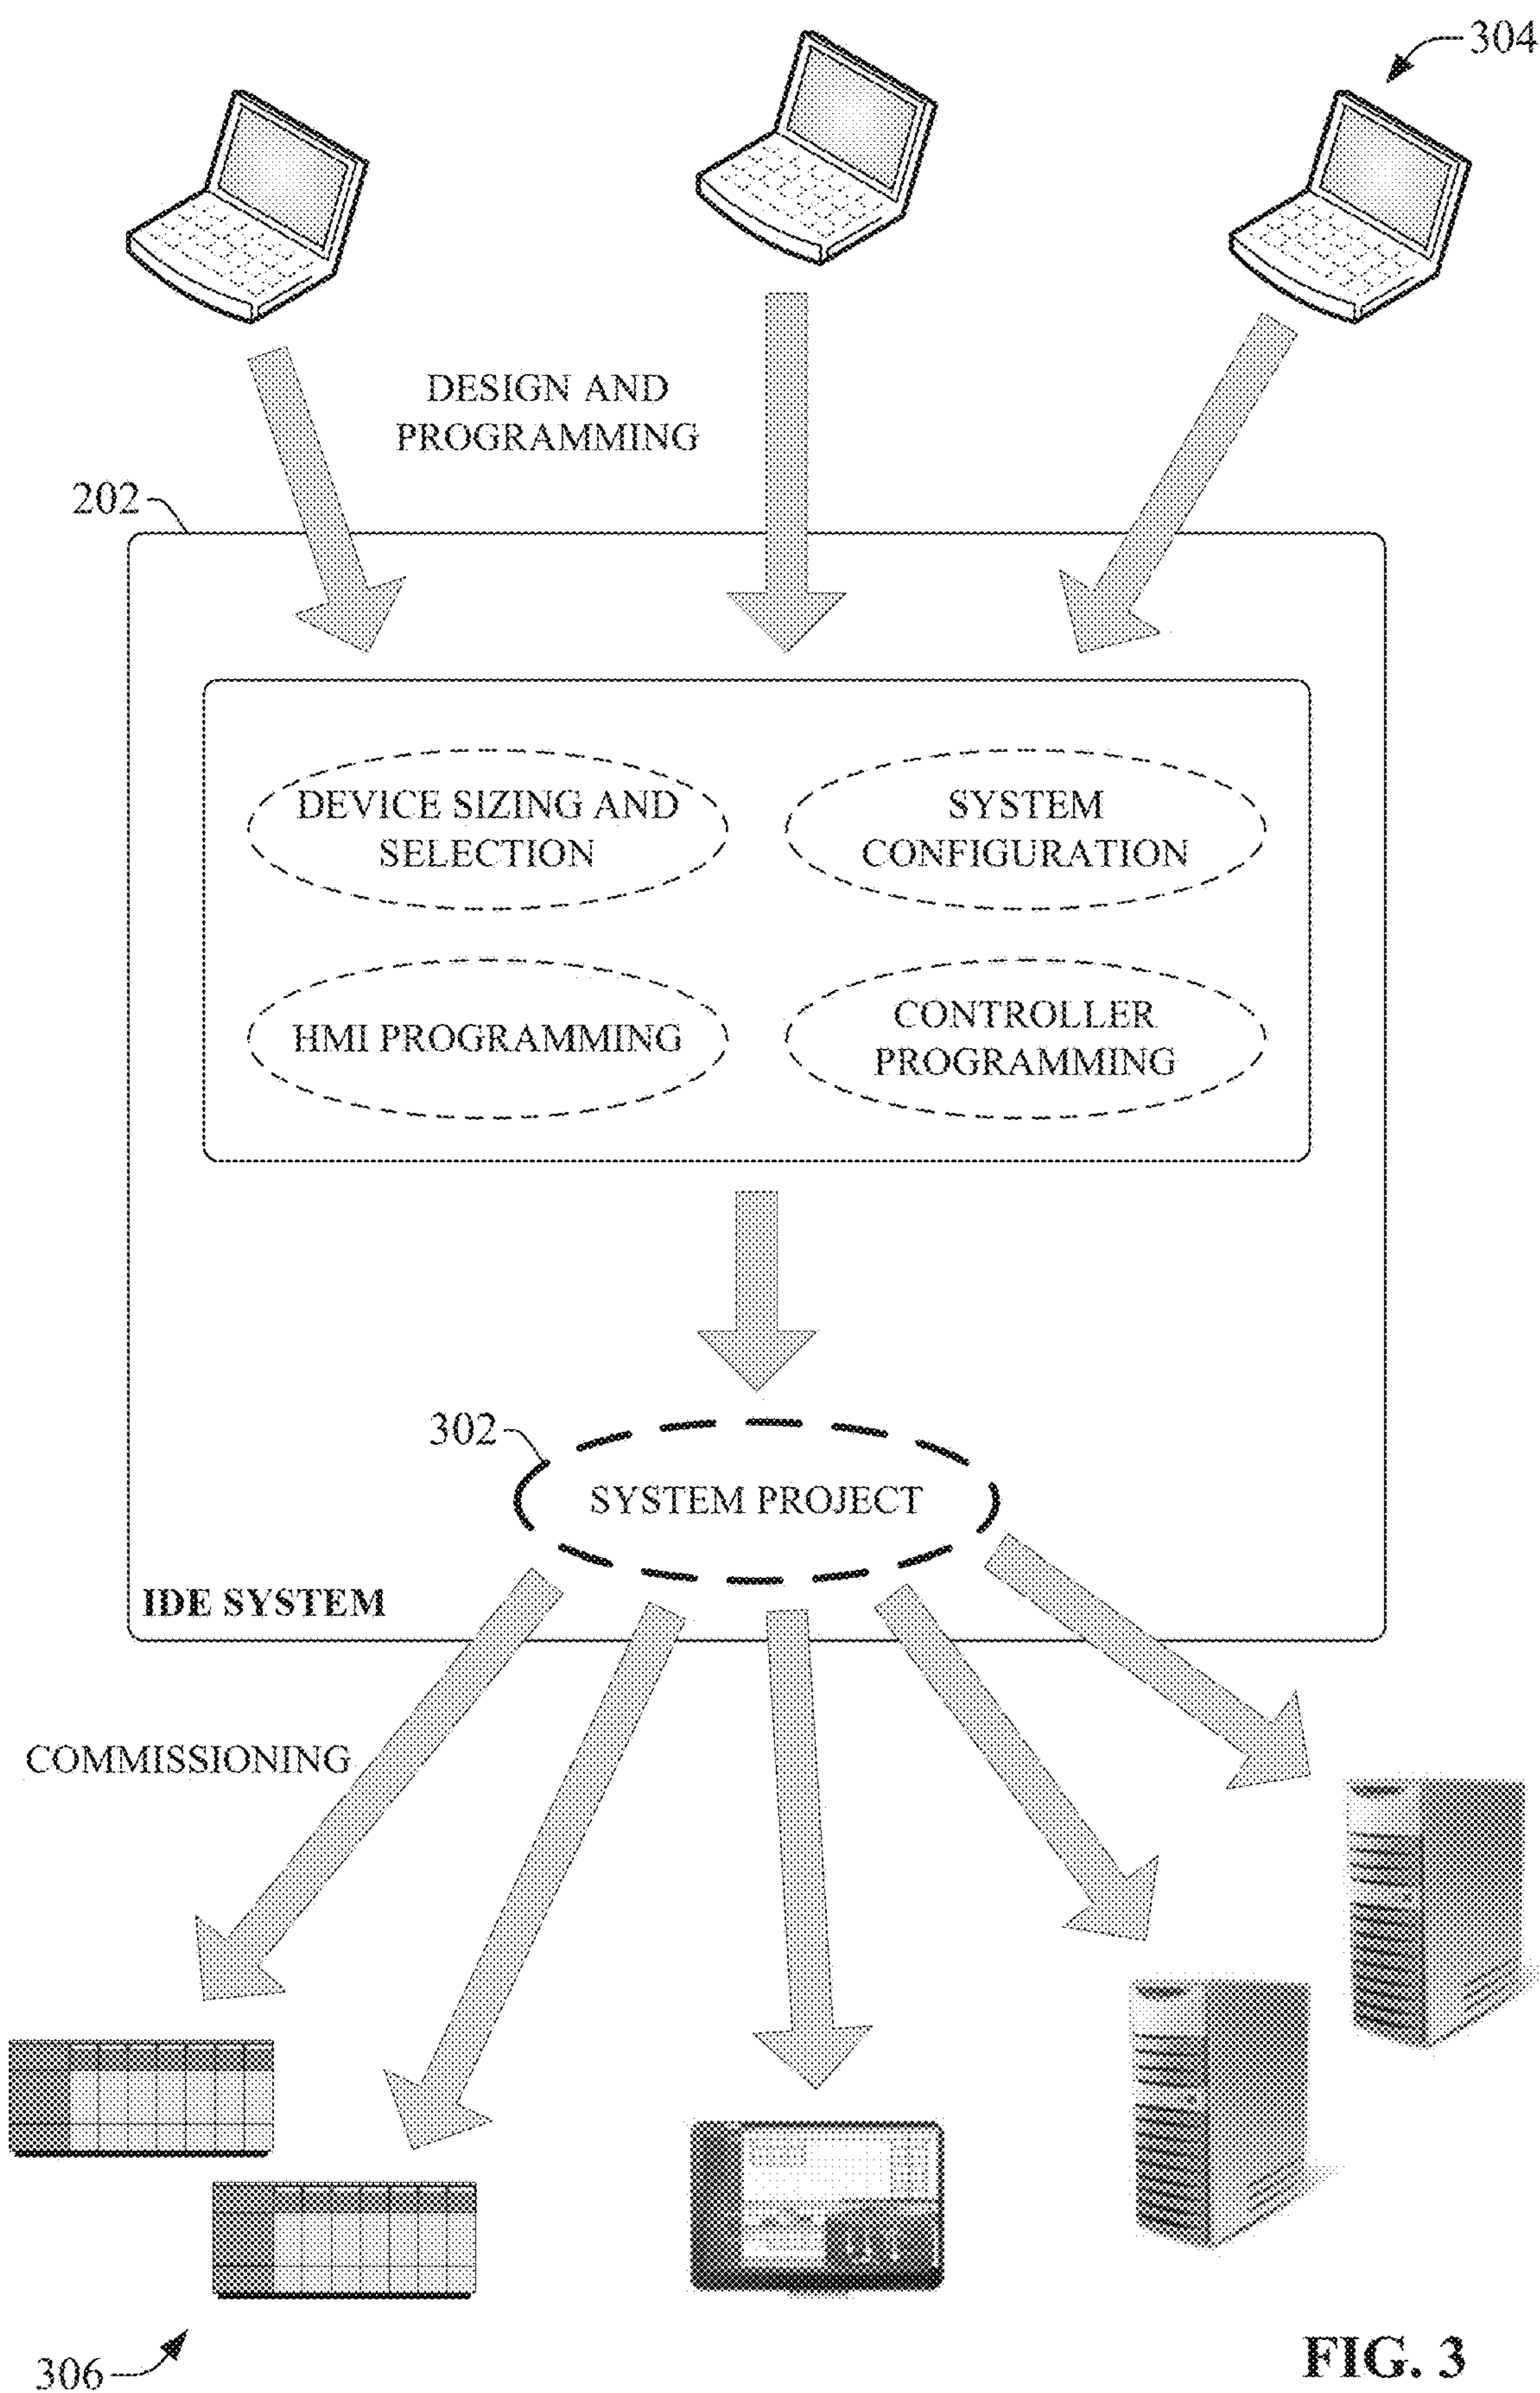 304
DESIGN AND
PROGRAMMING
202
DEVICE SIZING AND
SELECTION
SYSTEM
CONFIGURATION
HMI PROGRAMMING
CONTROLLER
PROGRAMMING
302
SYSTEM PROJECT
IDE SYSTEM
COMMISSIONING
306
FIG. 3